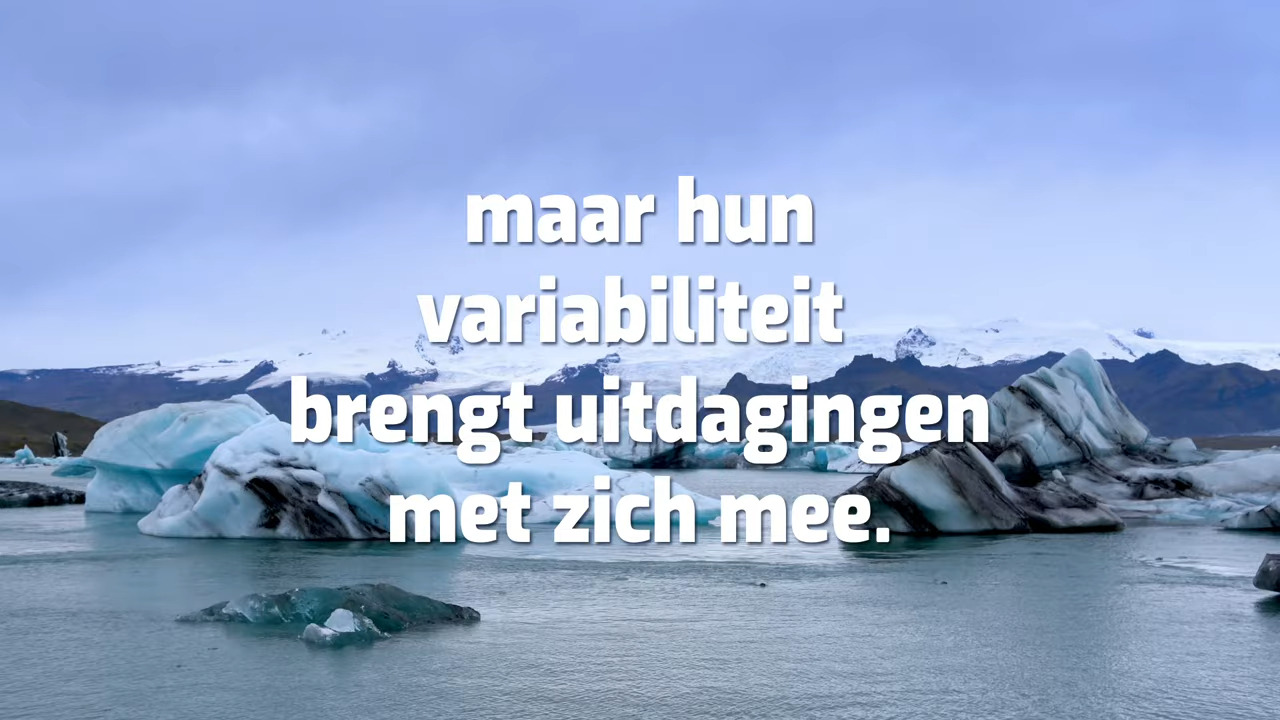 maar hun
variabiliteit
brengt uitdagingen
met zich mee.